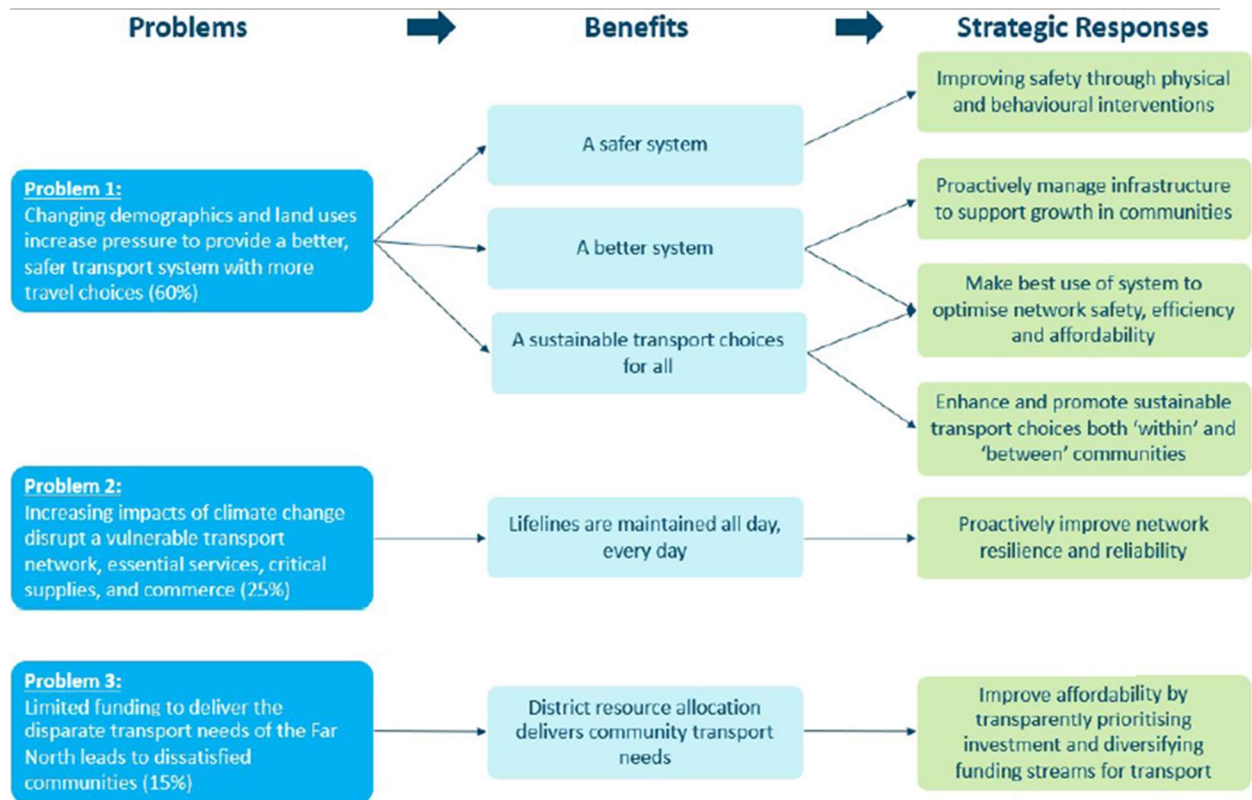 Problems
Benefits
Strategic Responses
Problem 1:
Changing demographics and land uses
increase pressure to provide a better,
safer transport system with more
travel choices (60%)
A safer system
A better system
A sustainable transport choices
for all
Improving safety through physical
and behavioural interventions
Proactively manage infrastructure
to support growth in communities
Make best use of system to
optimise network safety, efficiency
and affordability
Enhance and promote sustainable
transport choices both ‘within’ and
‘between’ communities
Problem 2:
Increasing impacts of climate change
disrupt a vulnerable transport
network, essential services, critical
supplies, and commerce (25%)
Lifelines are maintained all day,
every day
Proactively improve network
resilience and reliability
Problem 3:
Limited funding to deliver the
disparate transport needs of the Far
North leads to dissatisfied
communities (15%)
District resource allocation
delivers community transport
needs
Improve affordability by
transparently prioritising
investment and diversifying
funding streams for transport